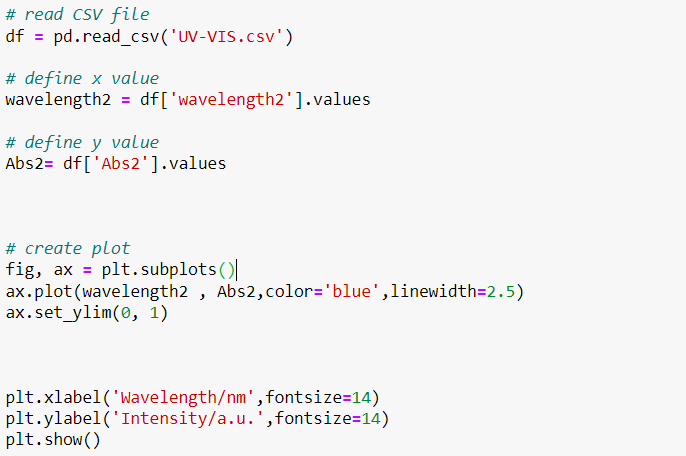 # read CSV file
df = pd.read_csv('UV-VIS.csv')
# define x value
wavelength2 = df['wavelength2'].values
# define y value
Abs2= df['Abs2'].values
# create plot
fig, ax = plt.subplots()
ax.plot(wavelength2 , Abs2,color='blue',linewidth=2.5)
ax.set_ylim(0, 1)
plt.xlabel('Wavelength/nm',fontsize=14)
plt.ylabel('Intensity/a.u.',fontsize=14)
plt.show()